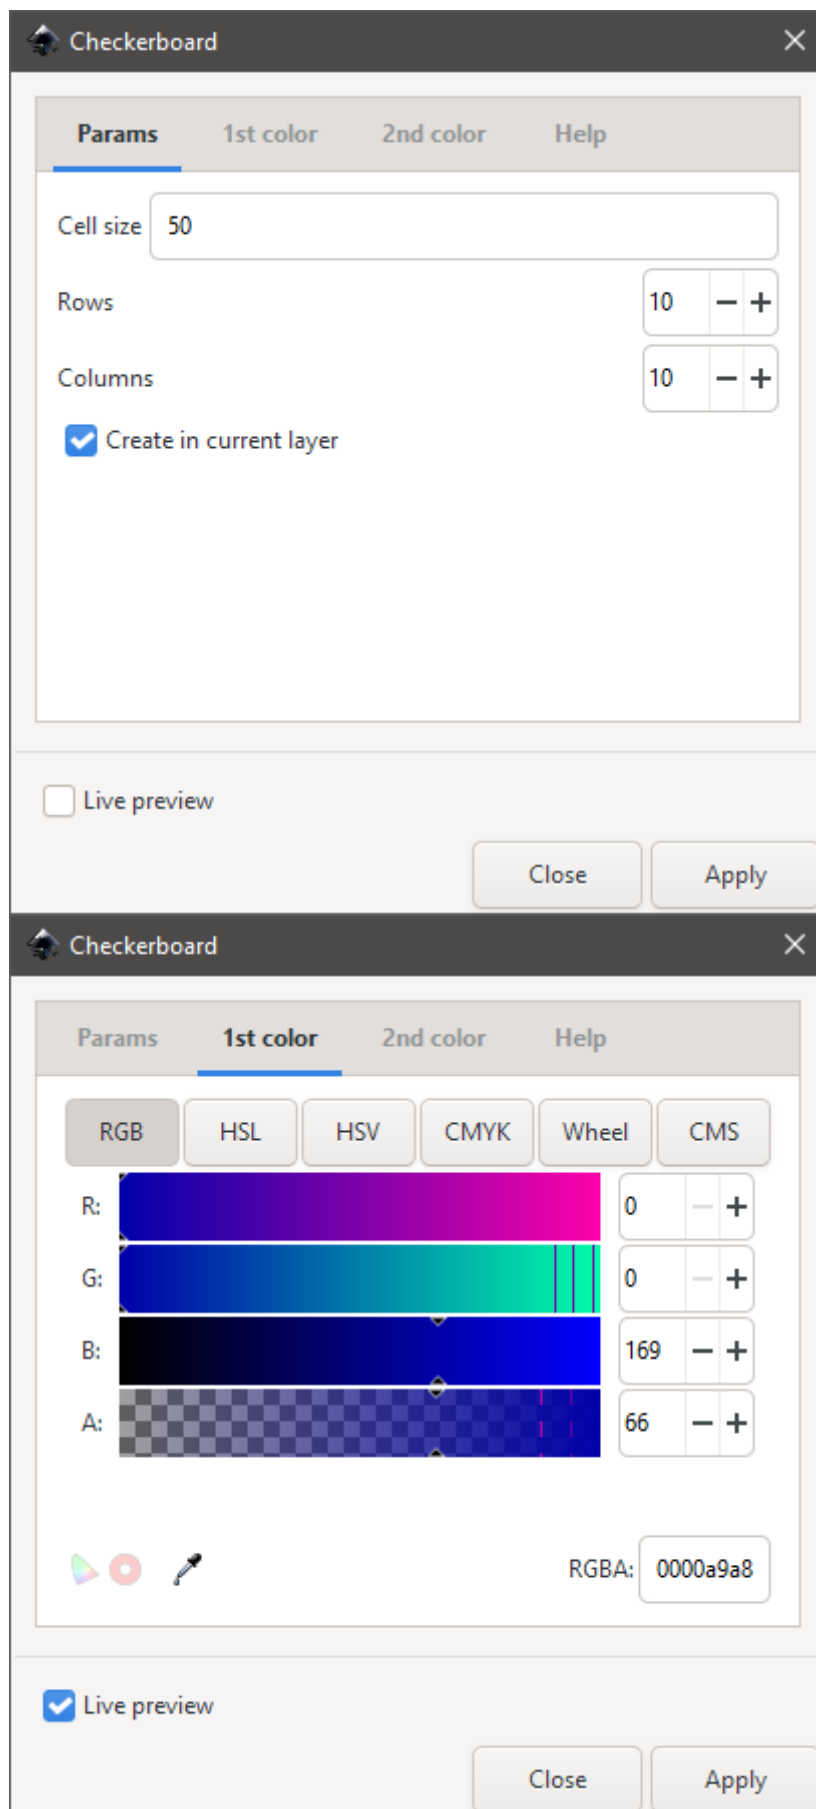 Checkerboard
Params 1st color 2nd color Help
Cell size 50
Rows 10
Columns 10
Create in current layer
Live preview
Close Apply
Checkerboard
Params 1st color 2nd color Help
RGB HSL HSV CMYK Wheel CMS
R: 0
G: 0
B: 169
A: 66
RGBA: 0000a9a8
Live preview
Close Apply